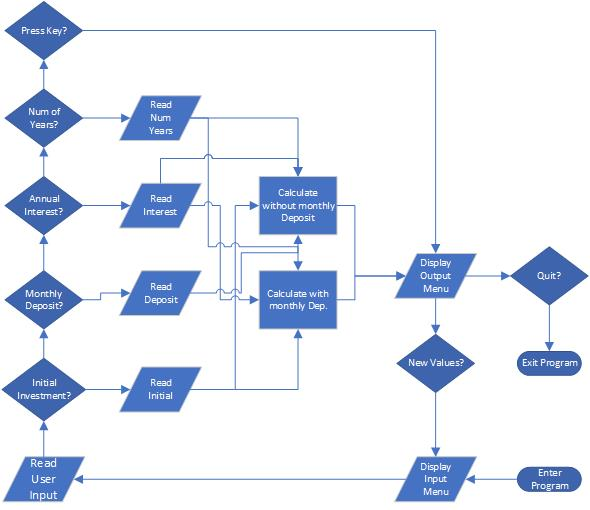 Press Key?
Num of
Years?
Read
Num
Years
Annual
Interest?
Read
Interest
Calculate
without monthly
Deposit
Monthly
Deposit?
Read
Deposit
Calculate with
monthly Dep.
Display
Output
Menu
Quit?
Initial
Investment?
Read
Initial
New Values?
Exit Program
Read
User
Input
Display
Input
Menu
Enter
Program